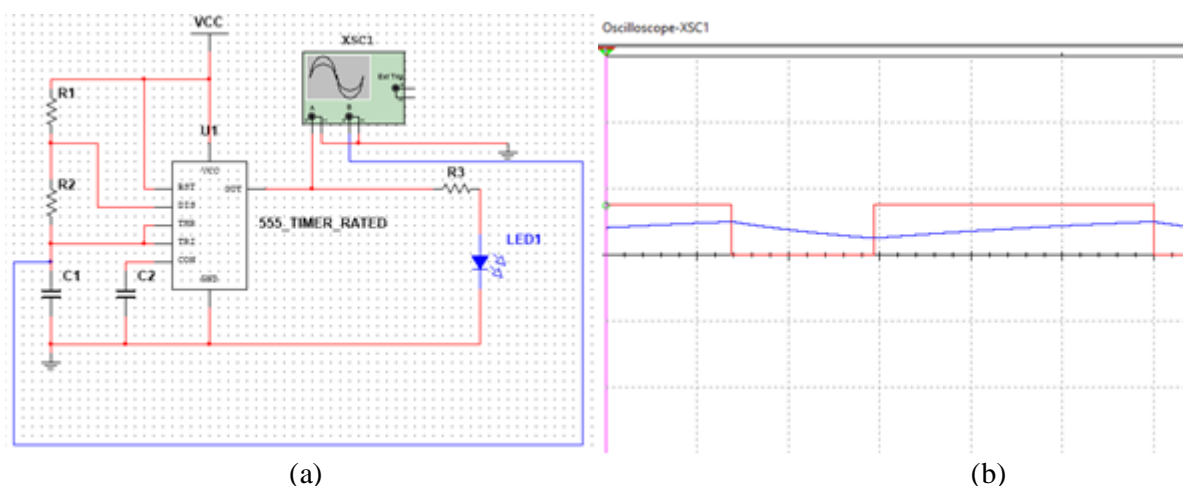 VCC
XSC1
Ext Trig
A
B
R1
U1
VCC
R2
RST
OUT
DIS
THR
TRI
CON
GND
555_TIMER_RATED
R3
LED1
C1
C2
Oscilloscope-XSC1
(a)
(b)